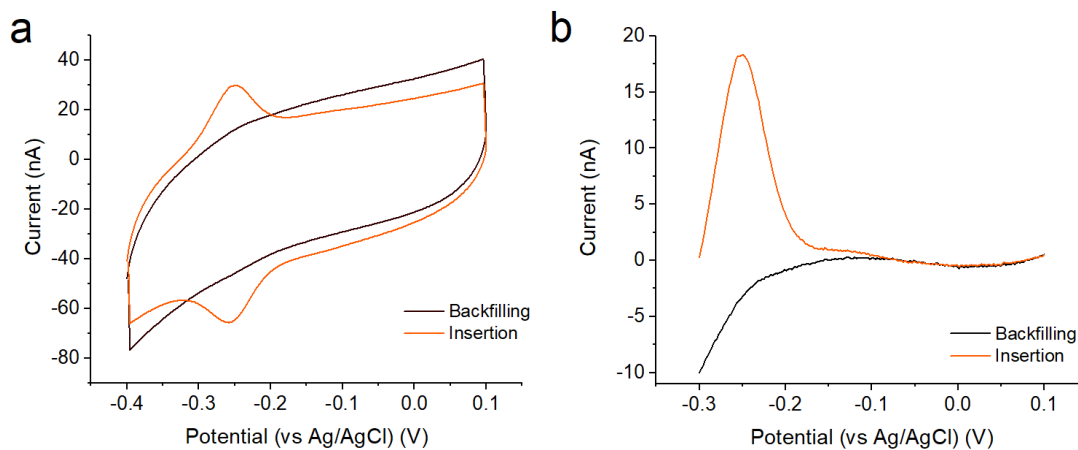 a
40
20
0
-20
-40
-60
-80
Current (nA)
Backfilling
Insertion
-0.4
-0.3
-0.2
-0.1
0.0
0.1
Potential (vs Ag/AgCl) (V)
b
20
15
10
5
0
-5
-10
Current (nA)
Backfilling
Insertion
-0.3
-0.2
-0.1
0.0
0.1
Potential (vs Ag/AgCl) (V)